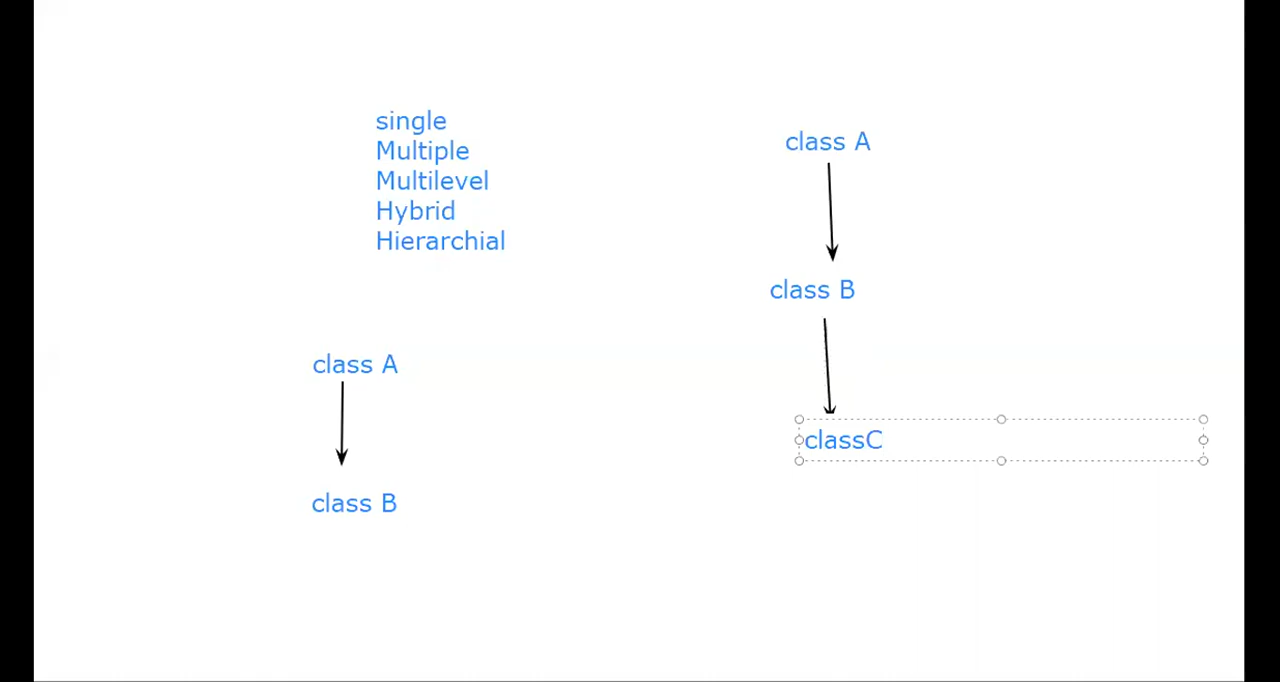 single
Multiple
Multilevel
Hybrid
Hierarchial
class A
class B
class A
class B
classC